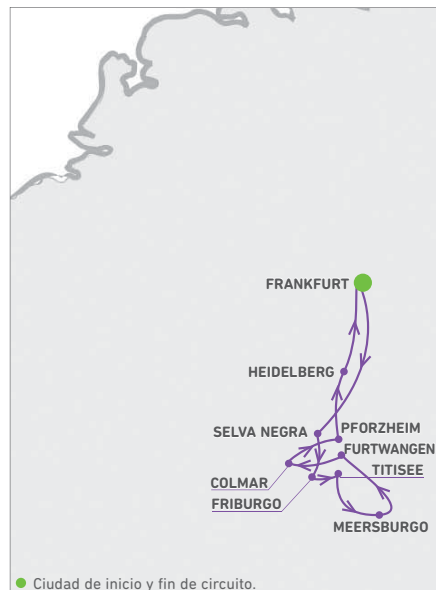 FRANKFURT
HEIDELBERG
SELVA NEGRA
PFORZHEIM
FURTWANGEN
TITISEE
COLMAR
FRIBURGO
MEERSBURGO
Ciudad de inicio y fin de circuito.